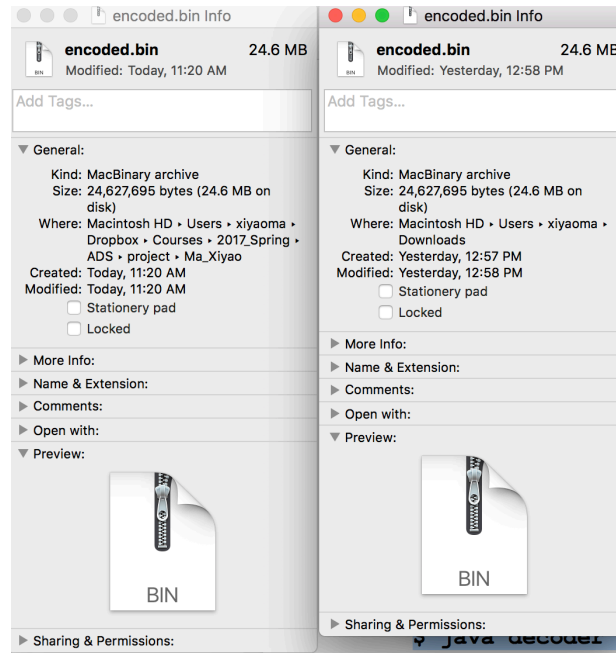 encoded.bin Info
encoded.bin 24.6 MB
Modified: Today, 11:20 AM
Add Tags...
General:
Kind: MacBinary archive
Size: 24,627,695 bytes (24.6 MB on
disk)
Where: Macintosh HD ‣ Users ‣ xiyaoma ‣
Dropbox ‣ Courses ‣ 2017_Spring ‣
ADS ‣ project ‣ Ma_Xiyao
Created: Today, 11:20 AM
Modified: Today, 11:20 AM
Stationery pad
Locked
More Info:
Name & Extension:
Comments:
Open with:
Preview:
BIN
Sharing & Permissions:
encoded.bin Info
encoded.bin 24.6 MB
Modified: Yesterday, 12:58 PM
Add Tags...
General:
Kind: MacBinary archive
Size: 24,627,695 bytes (24.6 MB on
disk)
Where: Macintosh HD ‣ Users ‣ xiyaoma ‣
Downloads
Created: Yesterday, 12:57 PM
Modified: Yesterday, 12:58 PM
Stationery pad
Locked
More Info:
Name & Extension:
Comments:
Open with:
Preview:
BIN
Sharing & Permissions:
$ java decoder